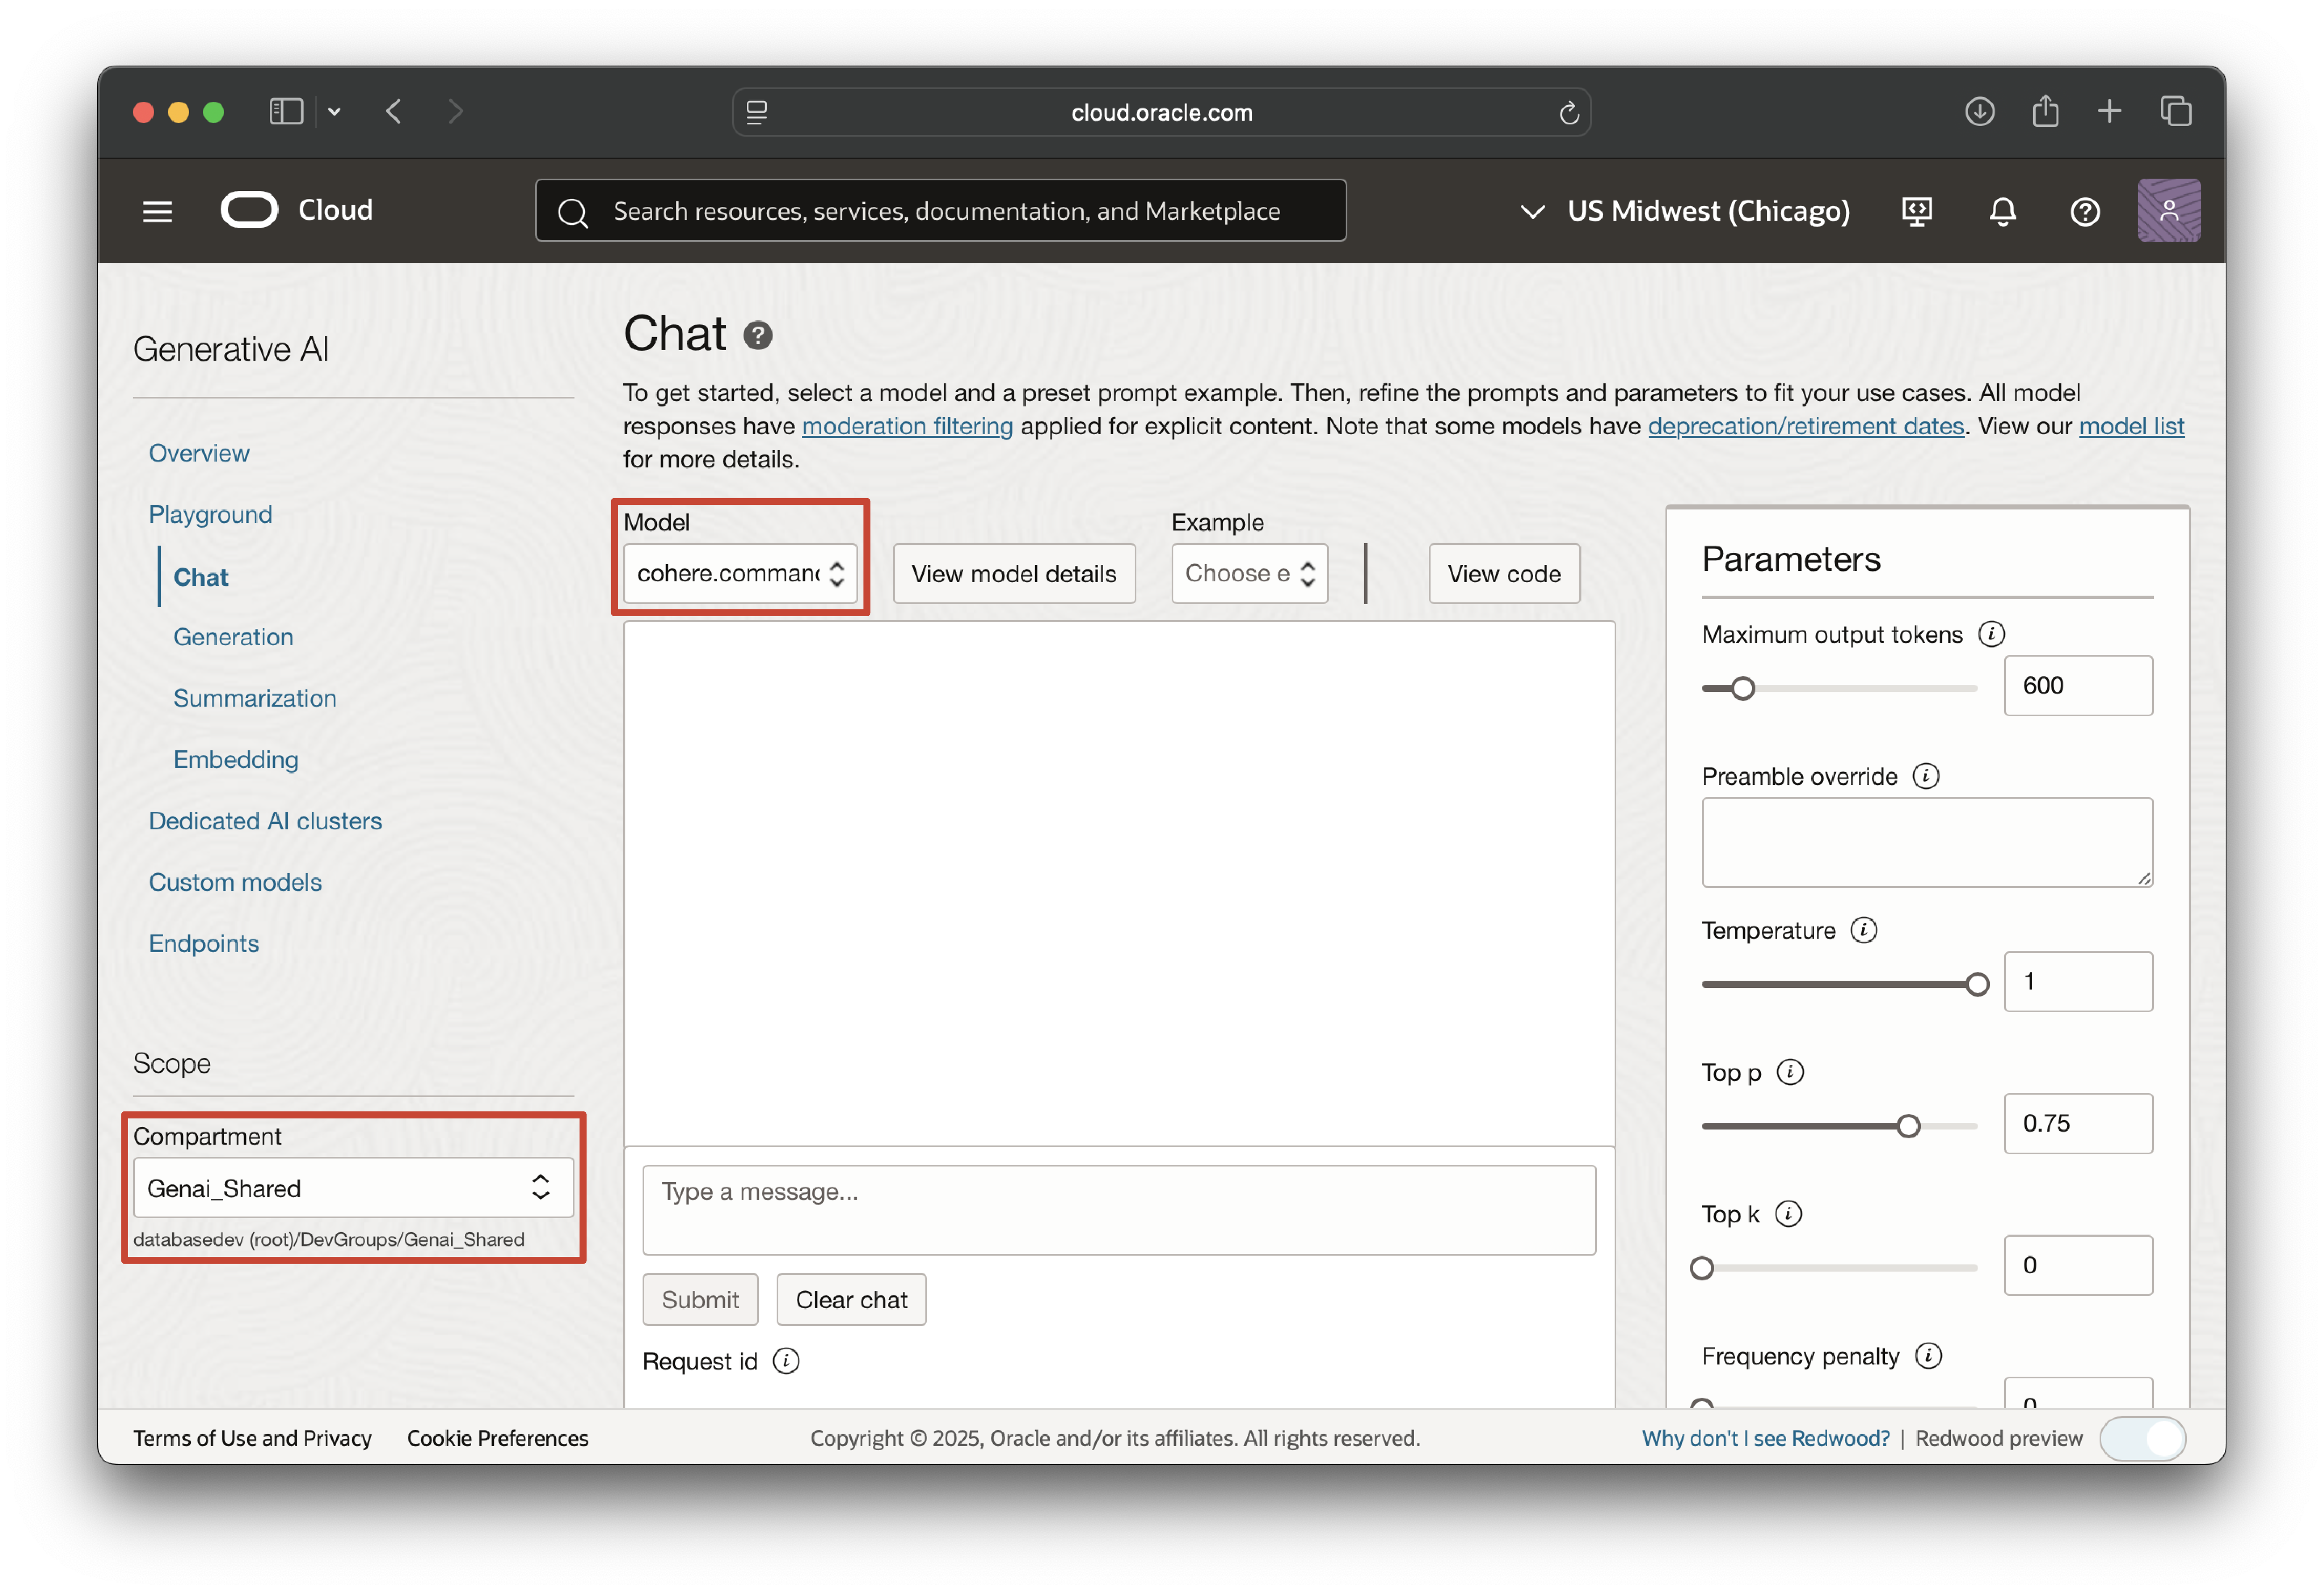 cloud.oracle.com
Cloud
Search resources, services, documentation, and Marketplace
US Midwest (Chicago)
Generative AI
Overview
Playground
Chat
Generation
Summarization
Embedding
Dedicated AI clusters
Custom models
Endpoints
Scope
Compartment
Genai_Shared
databasedev (root)/DevGroups/Genai_Shared
Chat
To get started, select a model and a preset prompt example. Then, refine the prompts and parameters to fit your use cases. All model
responses have moderation filtering applied for explicit content. Note that some models have deprecation/retirement dates. View our model list
for more details.
Model
cohere.comman
View model details
Example
Choose e
View code
Type a message...
Submit
Clear chat
Request id
Parameters
Maximum output tokens
600
Preamble override
Temperature
1
Top p
0.75
Top k
0
Frequency penalty
0
Terms of Use and Privacy
Cookie Preferences
Copyright © 2025, Oracle and/or its affiliates. All rights reserved.
Why don't I see Redwood? | Redwood preview